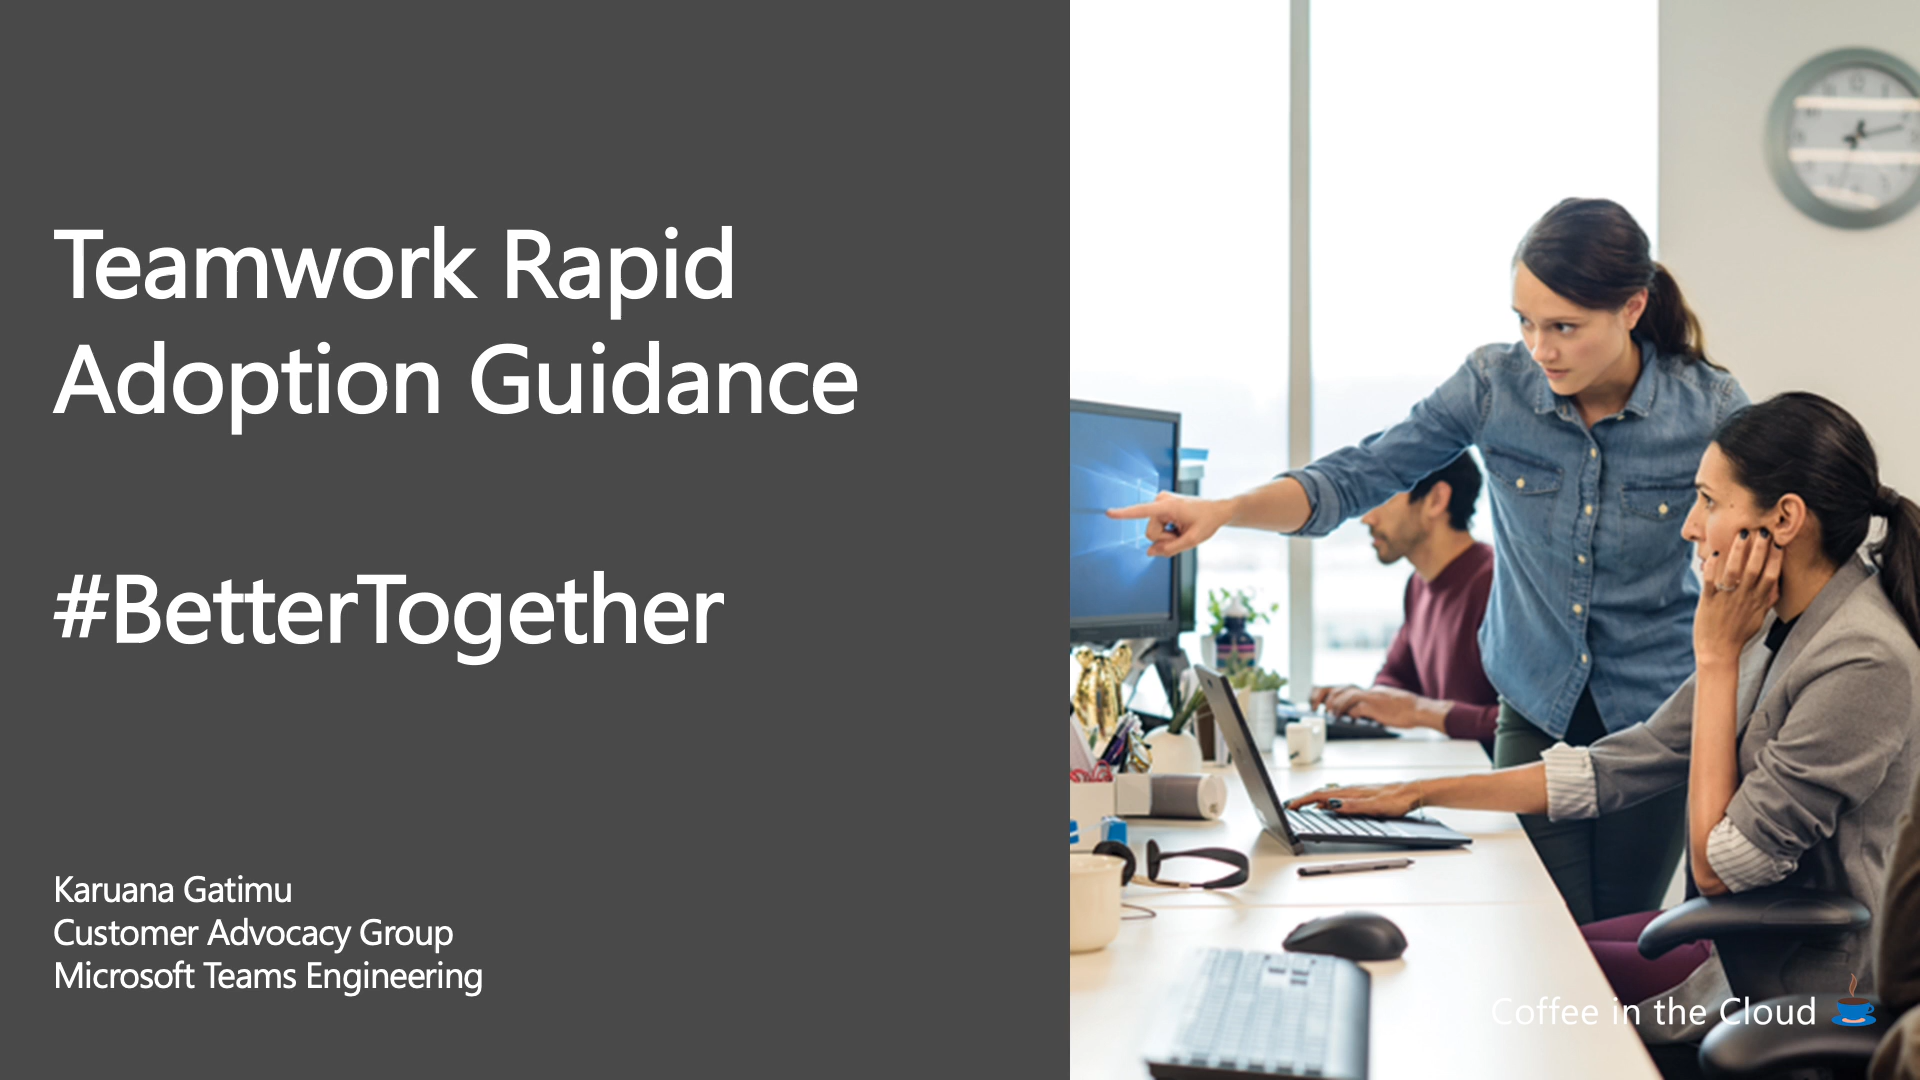 Teamwork Rapid
Adoption Guidance
#BetterTogether
Karuana Gatimu
Customer Advocacy Group
Microsoft Teams Engineering
Coffee in the Cloud